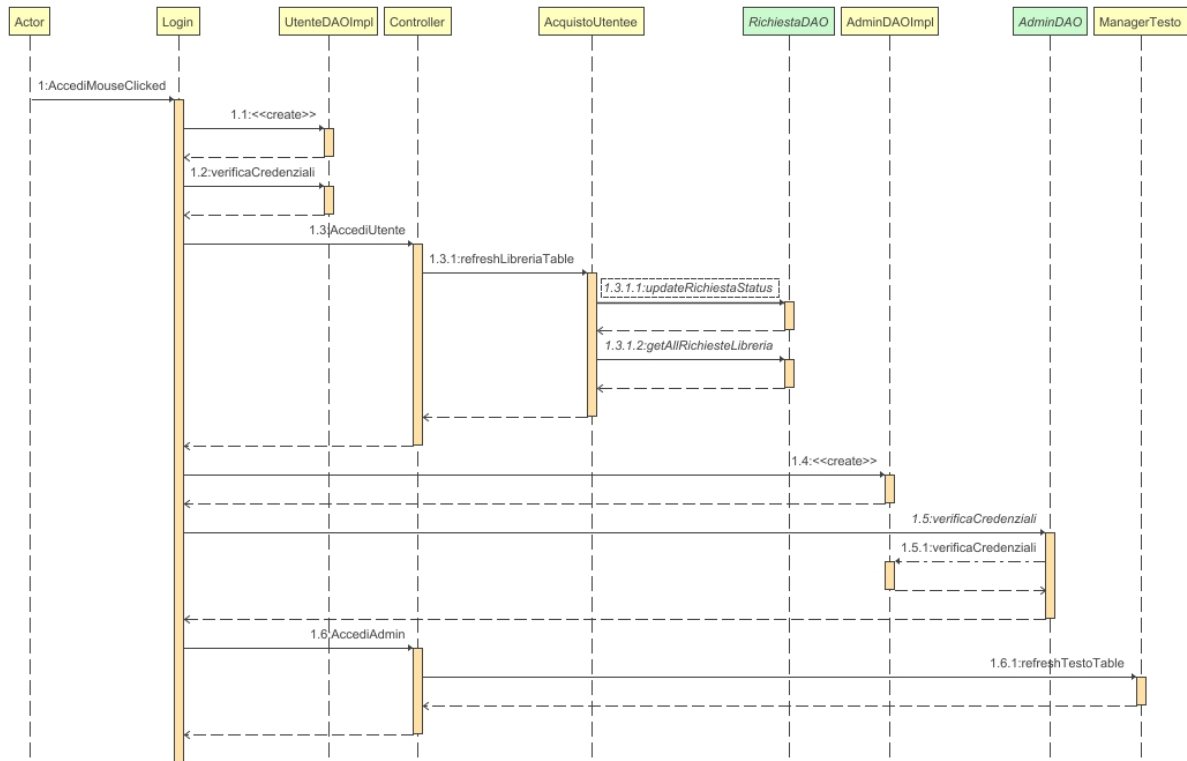 Actor
Login
UtenteDAOImpl
Controller
AcquistoUtentee
RichiestaDAO
AdminDAOImpl
AdminDAO
ManagerTesto
1:AccediMouseClicked
1.1:<<create>>
1.2:verificaCredenziali
1.3:AccediUtente
1.3.1:refreshLibreriaTable
1.3.1.1:updateRichiestaStatus
1.3.1.2:getAllRichiesteLibreria
1.4:<<create>>
1.5:verificaCredenziali
1.5.1:verificaCredenziali
1.6:AccediAdmin
1.6.1:refreshTestoTable